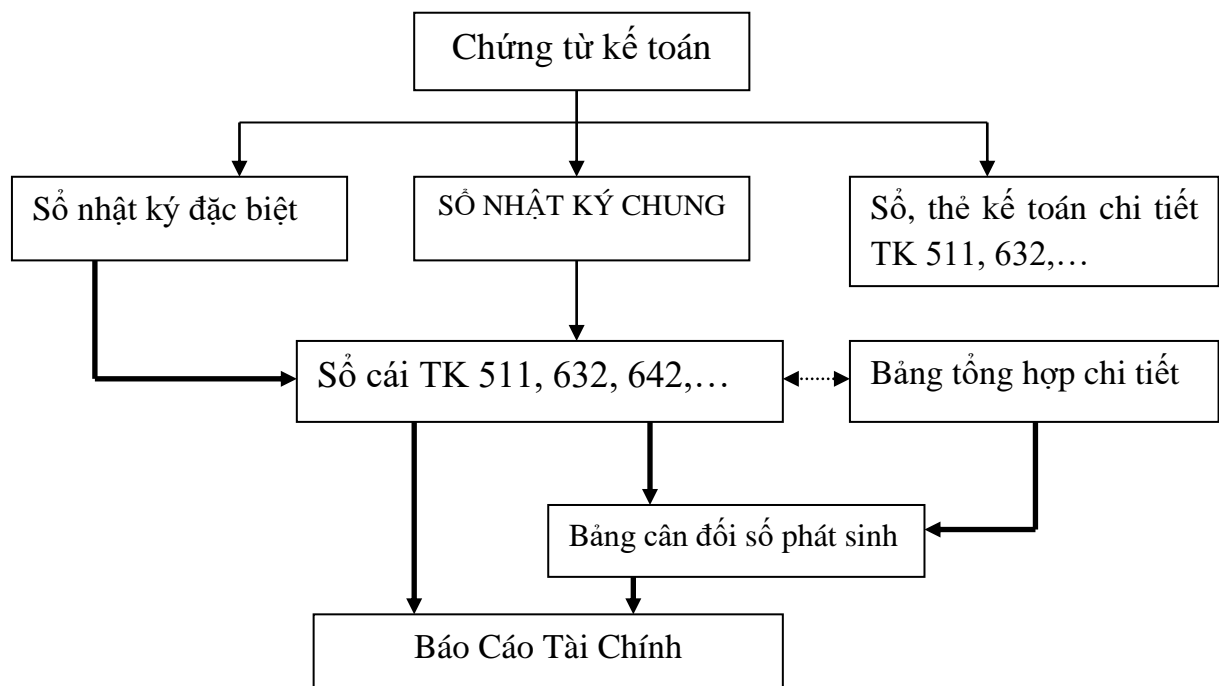 Chứng từ kế toán
Sổ nhật ký đặc biệt
SỔ NHẬT KÝ CHUNG
Sổ, thẻ kế toán chi tiết
TK 511, 632,…
Sổ cái TK 511, 632, 642,…
Bảng tổng hợp chi tiết
Bảng cân đối số phát sinh
Báo Cáo Tài Chính